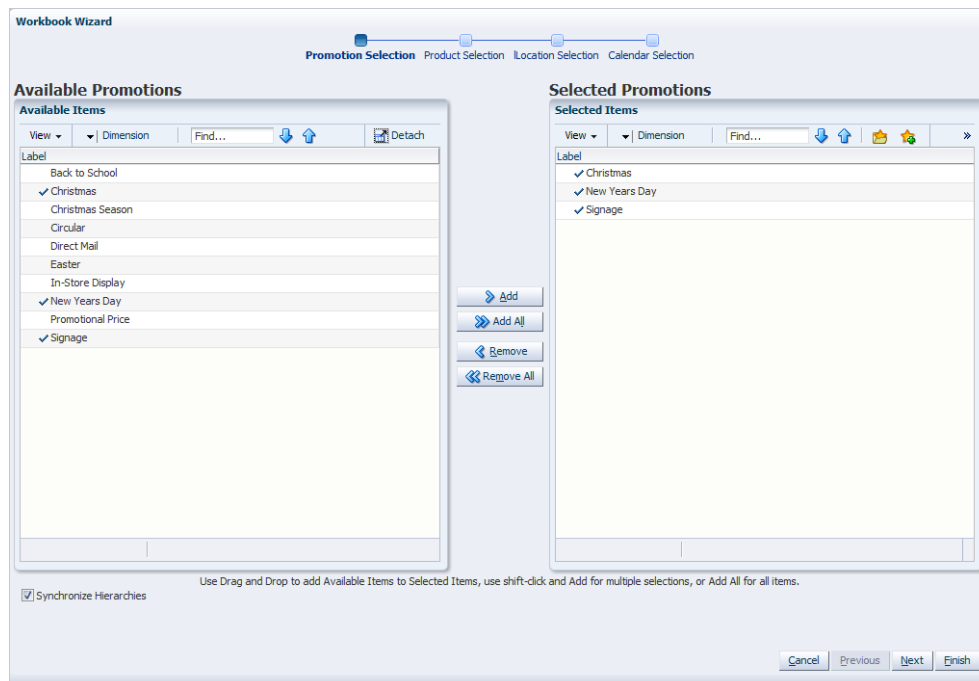 Workbook Wizard
Promotion Selection Product Selection lLocation Selection Calendar Selection
Available Promotions
Available Items
View Dimension Find... Detach
Label
Back to School
Christmas
Christmas Season
Circular
Direct Mail
Easter
In-Store Display
New Years Day
Promotional Price
Signage
Add
Add All
Remove
Remove All
Selected Promotions
Selected Items
View Dimension Find... »
Label
Christmas
New Years Day
Signage
Use Drag and Drop to add Available Items to Selected Items, use shift-click and Add for multiple selections, or Add All for all items.
Synchronize Hierarchies
Cancel Previous Next Finish